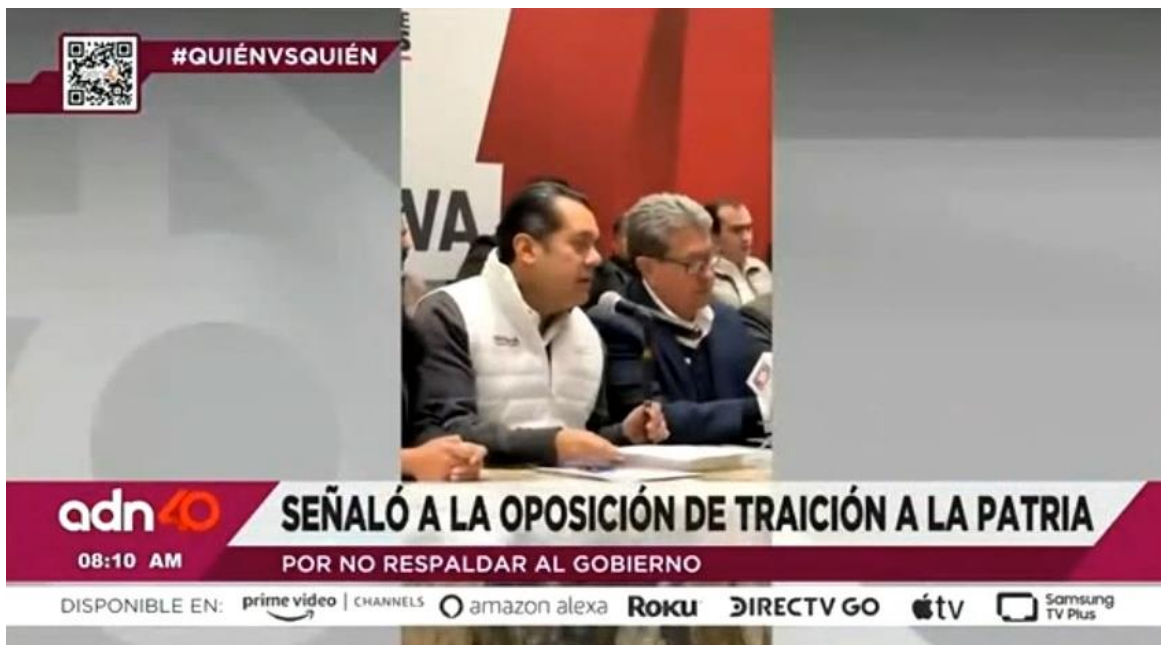 #QUIÉNVSQUIÉN
VA
adn40
SEÑALÓ A LA OPOSICIÓN DE TRAICIÓN A LA PATRIA
08:10 AM
POR NO RESPALDAR AL GOBIERNO
DISPONIBLE EN: prime video | CHANNELS amazon alexa ROKU DIRECTV GO tv Samsung TV Plus